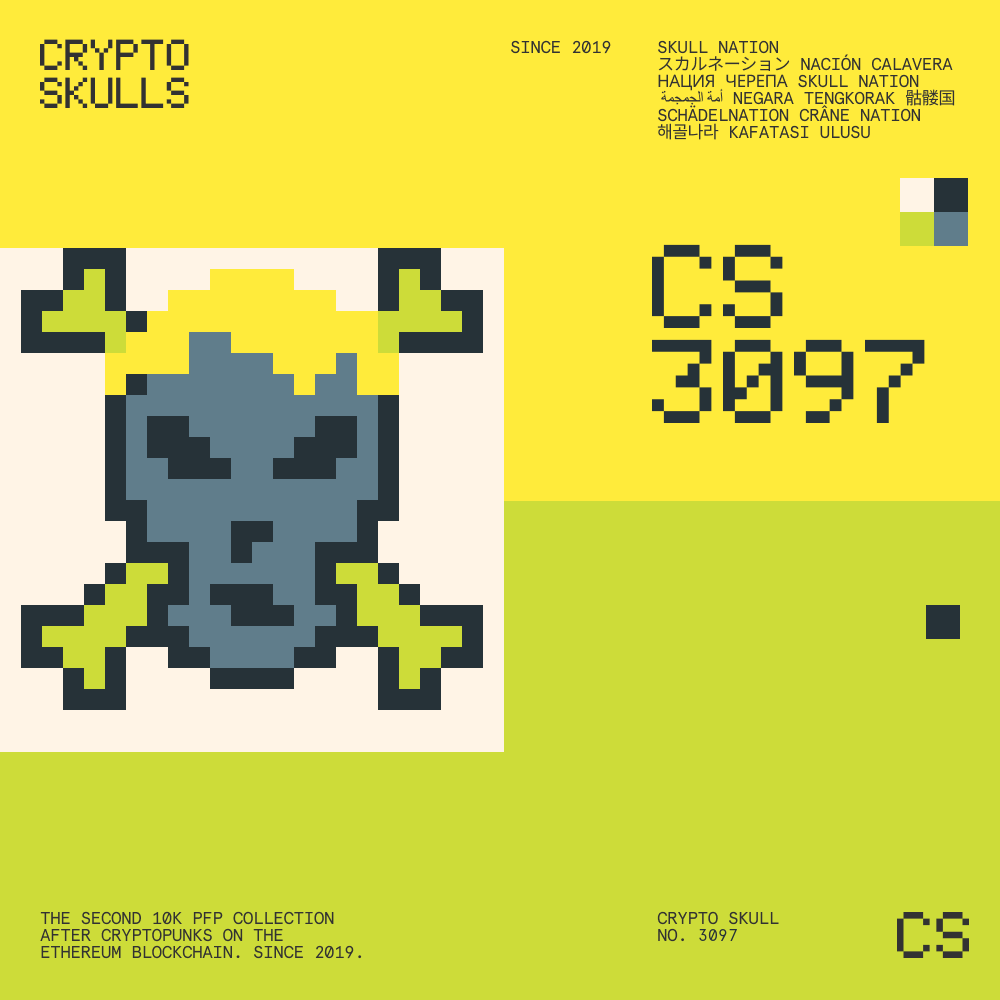 CRYPTO
SKULLS
SINCE 2019
SKULL NATION
スカルネーション NACIÓN CALAVERA
НАЦИЯ ЧЕРЕПА SKULL NATION
أمة الجمجمة NEGARA TENGKORAK 骷髅国
SCHÄDELNATION CRÂNE NATION
해골나라 KAFATASI ULUSU
CS
3097
THE SECOND 10K PFP COLLECTION
AFTER CRYPTOPUNKS ON THE
ETHEREUM BLOCKCHAIN. SINCE 2019.
CRYPTO SKULL
NO. 3097
CS